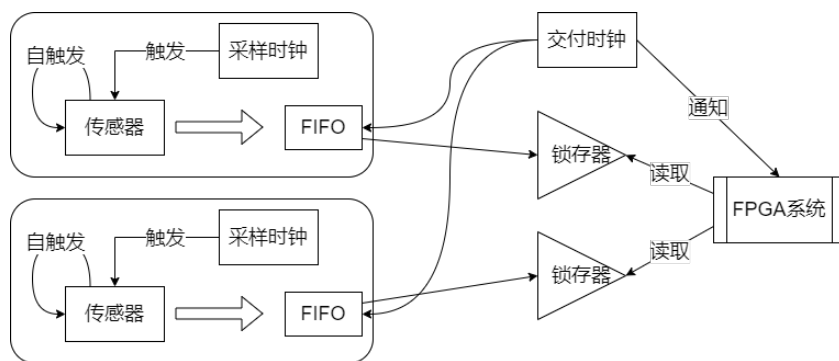 自触发
触发
采样时钟
传感器
FIFO
交付时钟
通知
锁存器
读取
FPGA系统
自触发
触发
采样时钟
传感器
FIFO
锁存器
读取